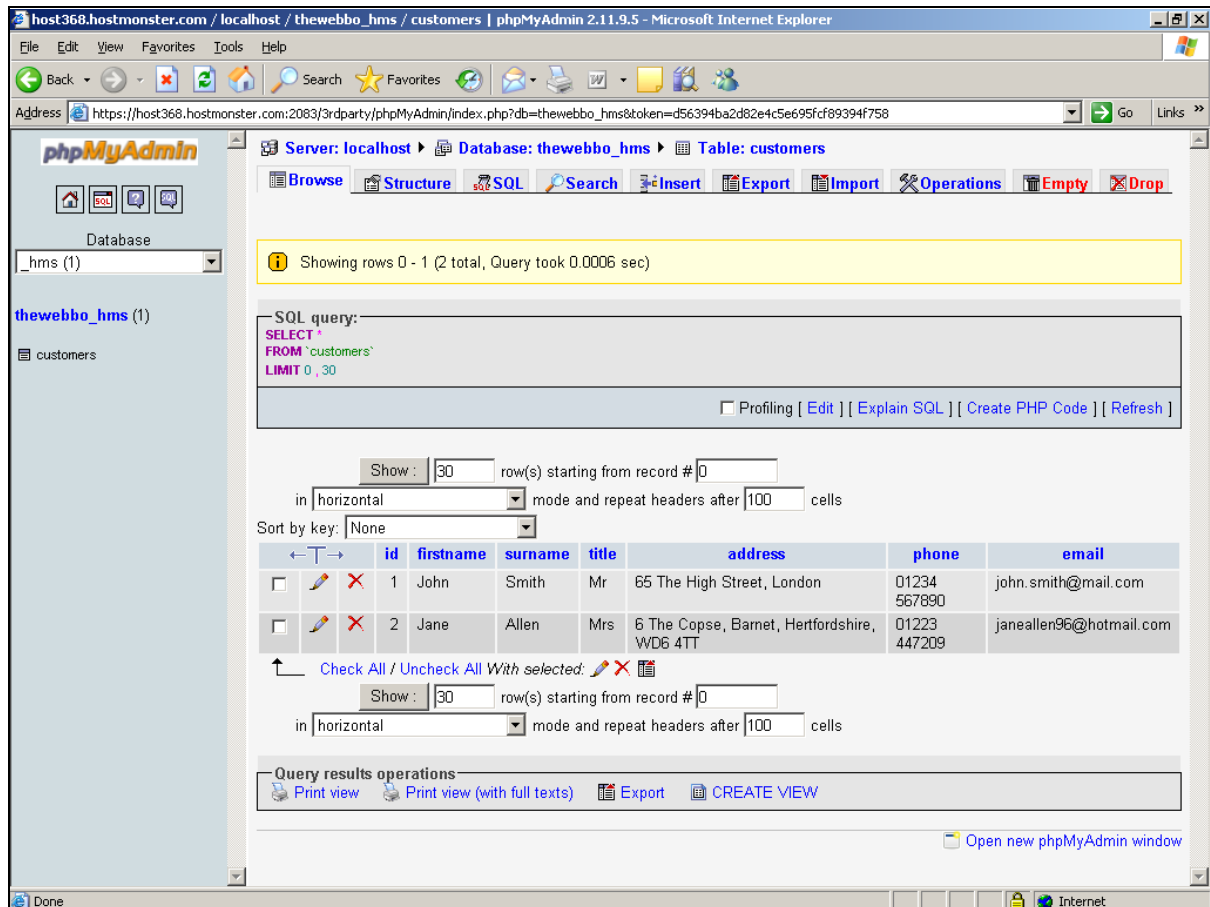 host368.hostmonster.com / localhost / thewebbo_hms / customers | phpMyAdmin 2.11.9.5 - Microsoft Internet Explorer
File Edit View Favorites Tools Help
Back Search Favorites
Address https://host368.hostmonster.com:2083/3rdparty/phpMyAdmin/index.php?db=thewebbo_hms&token=d56394ba2d82e4c5e695fcf89394f758 Go Links »
phpMyAdmin
Server: localhost Database: thewebbo_hms Table: customers
Browse Structure SQL Search Insert Export Import Operations Empty Drop
SQL ? SQL
Database
_hms (1)
Showing rows 0 - 1 (2 total, Query took 0.0006 sec)
thewebbo_hms (1)
customers
SQL query:
SELECT *
FROM `customers`
LIMIT 0 , 30
Profiling [ Edit ] [ Explain SQL ] [ Create PHP Code ] [ Refresh ]
Show : 30 row(s) starting from record # 0
in horizontal mode and repeat headers after 100 cells
Sort by key: None
←T→ id firstname surname title address phone email
1 John Smith Mr 65 The High Street, London 01234 567890 john.smith@mail.com
2 Jane Allen Mrs 6 The Copse, Barnet, Hertfordshire, WD6 4TT 01223 447209 janeallen96@hotmail.com
Check All / Uncheck All With selected:
Show : 30 row(s) starting from record # 0
in horizontal mode and repeat headers after 100 cells
Query results operations
Print view Print view (with full texts) Export CREATE VIEW
Open new phpMyAdmin window
Done Internet